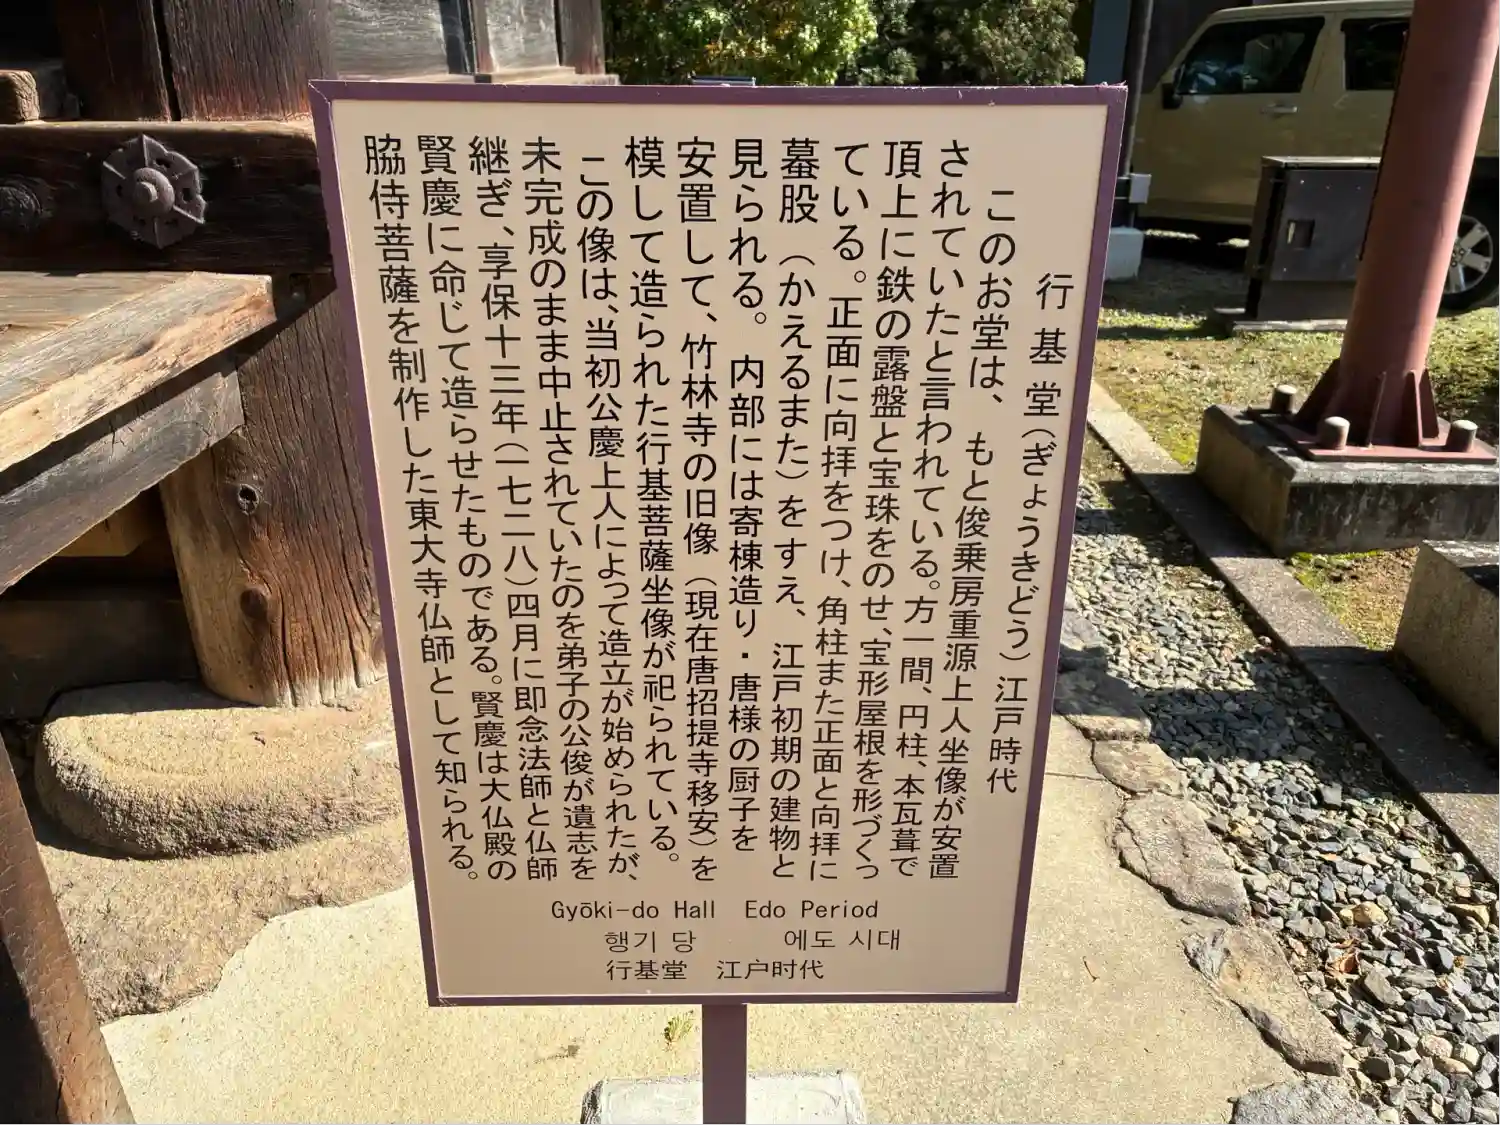 行基堂（ぎょうきどう）江戸時代
このお堂は、もと俊乗房重源上人坐像が安置
されていたと言われている。方一間、円柱、本瓦葺で
頂上に鉄の露盤と宝珠をのせ、宝形屋根を形づくっ
ている。正面に向拝をつけ、角柱また正面と向拝に
蟇股（かえるまた）をすえ、江戸初期の建物と
見られる。内部には寄棟造り・唐様の厨子を
安置して、竹林寺の旧像（現在唐招提寺移安）を
模して造られた行基菩薩坐像が祀られている。
この像は、当初公慶上人によって造立が始められたが、
未完成のまま中止されていたのを弟子の公俊が遺志を
継ぎ、享保十三年（一七二八）四月に即念法師と仏師
賢慶に命じて造らせたものである。賢慶は大仏殿の
脇侍菩薩を制作した東大寺仏師として知られる。
Gyōki-do Hall Edo Period
행기 당 에도 시대
行基堂 江户时代